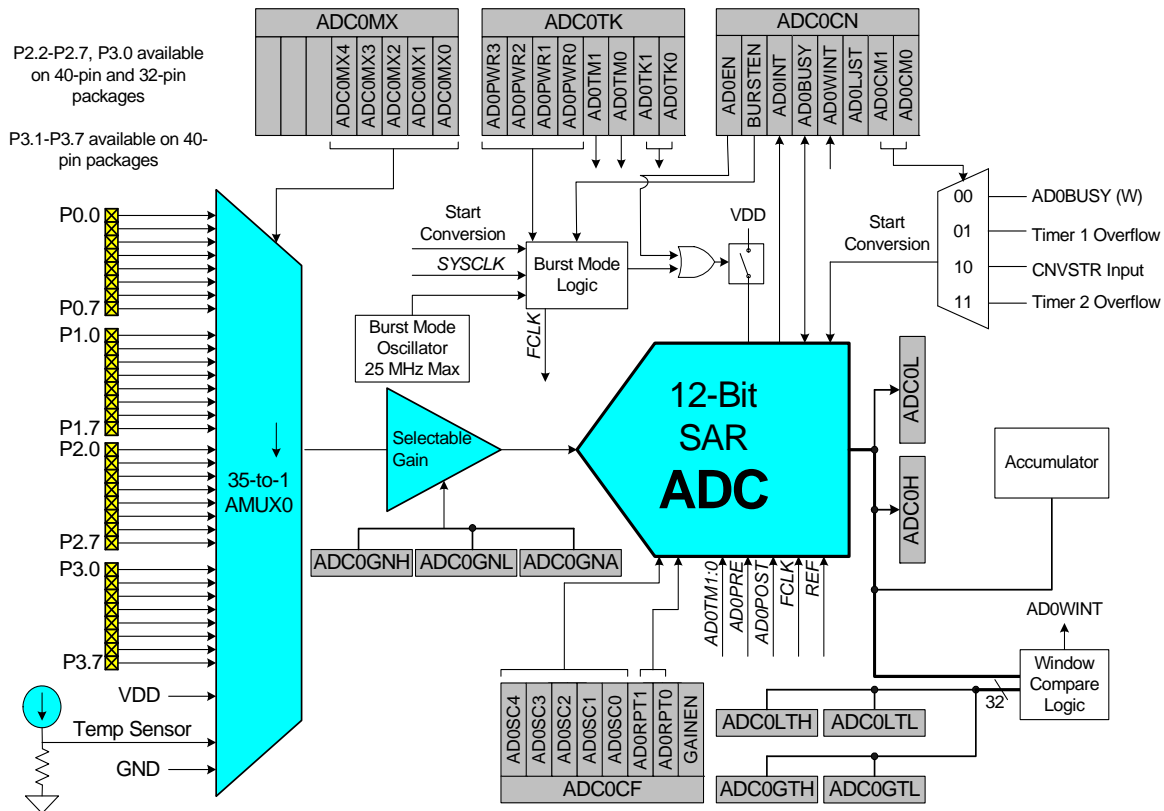 ADC0MX
ADC0MX4
ADC0MX3
ADC0MX2
ADC0MX1
ADC0MX0
ADC0TK
AD0PWR3
AD0PWR2
AD0PWR1
AD0PWR0
AD0TM1
AD0TM0
AD0TK1
AD0TK0
ADC0CN
AD0EN
BURSTEN
AD0INT
AD0BUSY
AD0WINT
AD0LJST
AD0CM1
AD0CM0
P2.2-P2.7, P3.0 available
on 40-pin and 32-pin
packages
P3.1-P3.7 available on 40-
pin packages
P0.0
P0.7
P1.0
P1.7
P2.0
P2.7
P3.0
P3.7
VDD
Temp Sensor
GND
35-to-1
AMUX0
Start
Conversion
SYSCLK
Burst Mode
Logic
Burst Mode
Oscillator
25 MHz Max
FCLK
VDD
Start
Conversion
00
01
10
11
AD0BUSY (W)
Timer 1 Overflow
CNVSTR Input
Timer 2 Overflow
Selectable
Gain
ADC0GNH
ADC0GNL
ADC0GNA
12-Bit
SAR
ADC
ADC0L
ADC0H
Accumulator
AD0TM1:0
AD0PRE
AD0POST
FCLK
REF
AD0WINT
Window
Compare
Logic
32
AD0SC4
AD0SC3
AD0SC2
AD0SC1
AD0SC0
AD0RPT1
AD0RPT0
GAINEN
ADC0CF
ADC0LTH
ADC0LTL
ADC0GTH
ADC0GTL